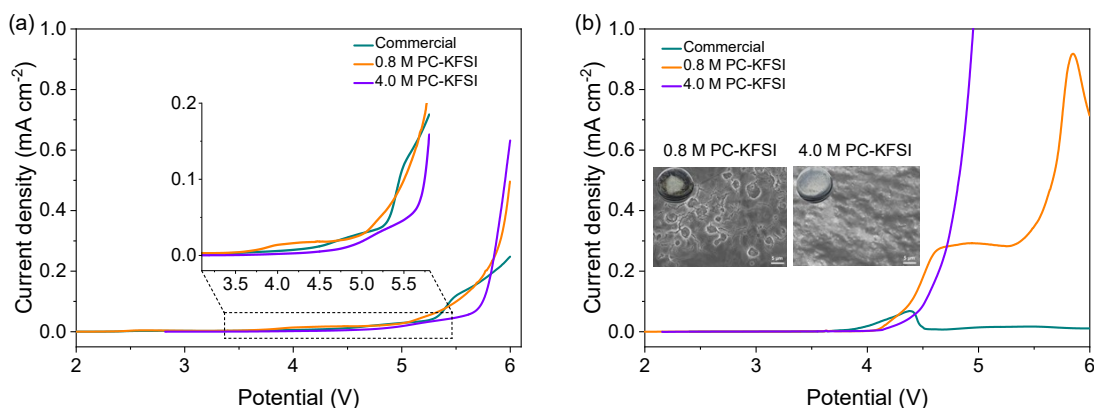 (a)
Current density (mA cm-2)
1.0
0.8
0.6
0.4
0.2
0.0
Commercial
0.8 M PC-KFSI
4.0 M PC-KFSI
0.2
0.1
0.0
3.5 4.0 4.5 5.0 5.5
2 3 4 5 6
Potential (V)
(b)
Current density (mA cm-2)
1.0
0.8
0.6
0.4
0.2
0.0
Commercial
0.8 M PC-KFSI
4.0 M PC-KFSI
0.8 M PC-KFSI 4.0 M PC-KFSI
5 μm 5 μm
2 3 4 5 6
Potential (V)